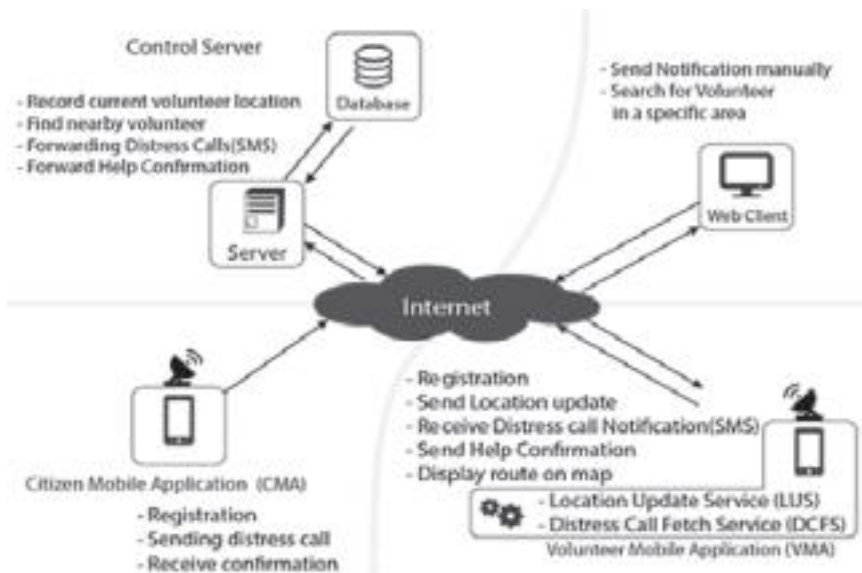 Control Server
Database
- Record current volunteer location
- Find nearby volunteer
- Forwarding Distress Calls(SMS)
- Forward Help Confirmation
Server
- Send Notification manually
- Search for Volunteer
in a specific area
Web Client
Internet
Citizen Mobile Application (CMA)
- Registration
- Sending distress call
- Receive confirmation
- Registration
- Send Location update
- Receive Distress call Notification(SMS)
- Send Help Confirmation
- Display route on map
- Location Update Service (LUS)
- Distress Call Fetch Service (DCFS)
Volunteer Mobile Application (VMA)